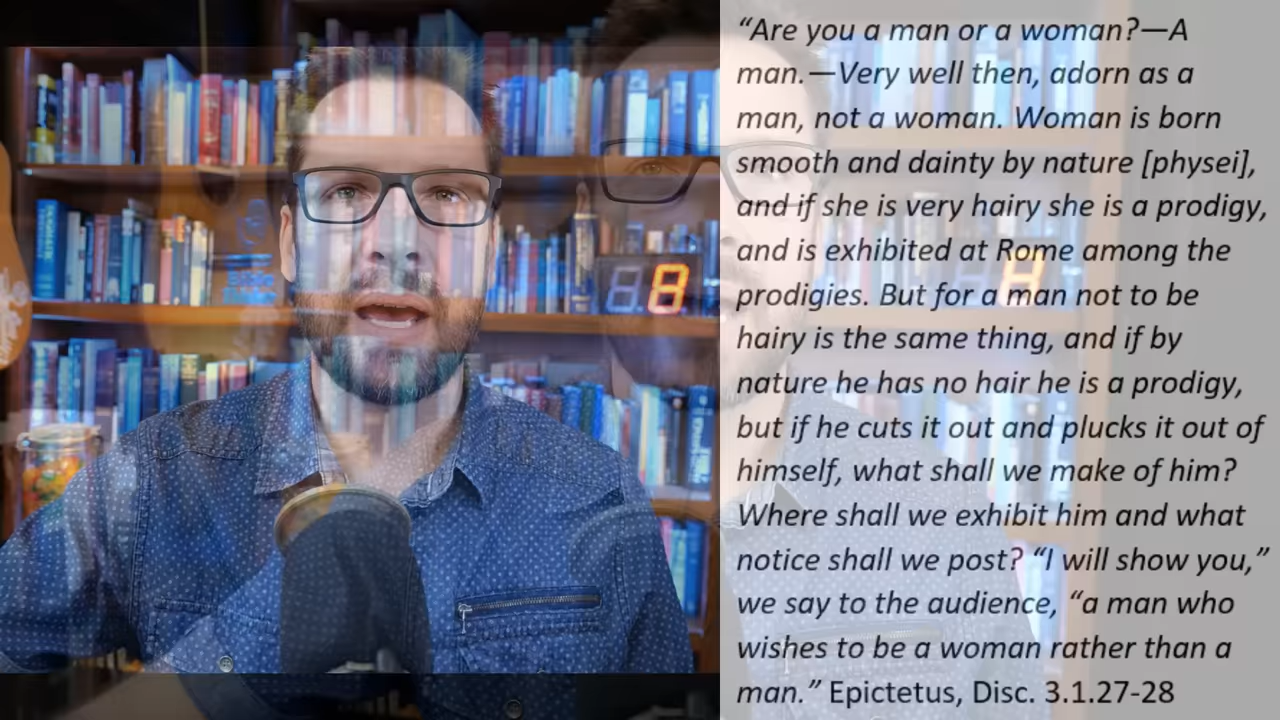 “Are you a man or a woman?—A
man.—Very well then, adorn as a
man, not a woman. Woman is born
smooth and dainty by nature [physei],
and if she is very hairy she is a prodigy,
and is exhibited at Rome among the
prodigies. But for a man not to be
hairy is the same thing, and if by
nature he has no hair he is a prodigy,
but if he cuts it out and plucks it out of
himself, what shall we make of him?
Where shall we exhibit him and what
notice shall we post? “I will show you,”
we say to the audience, “a man who
wishes to be a woman rather than a
man.” Epictetus, Disc. 3.1.27-28